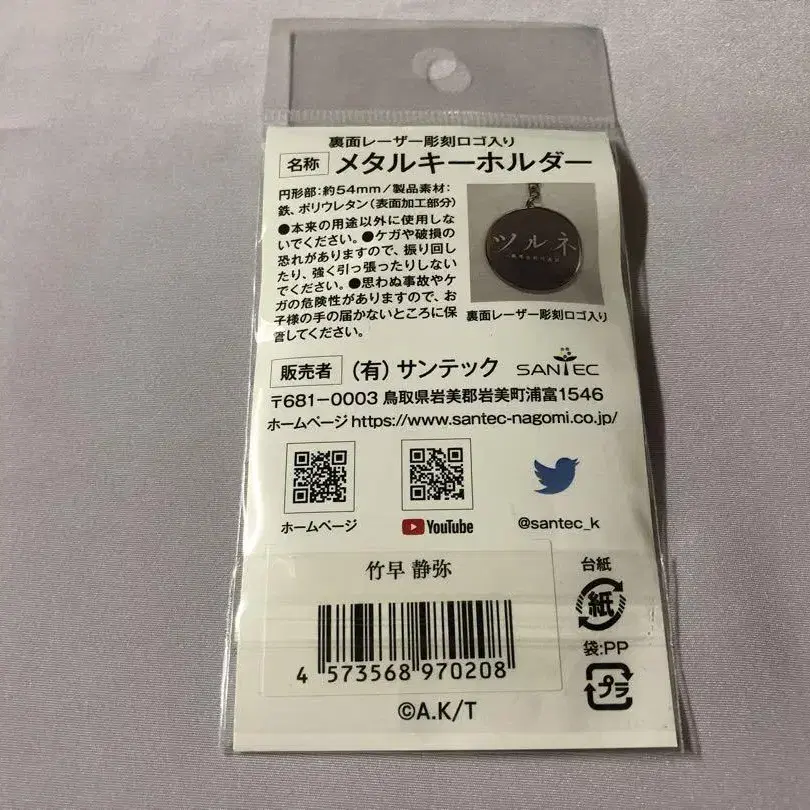 裏面レーザー彫刻ロゴ入り
名称 メタルキーホルダー
円形部:約54mm/製品素材:
鉄、ポリウレタン(表面加工部分)
●本来の用途以外に使用しな
いでください。●ケガや破損の
恐れがありますので、振り回し
たり、強く引っ張ったりしない
でください。●思わぬ事故やケ
ガの危険性がありますので、お
子様の手の届かないところに保
管してください。
ツルネ
裏面レーザー彫刻ロゴ入り
販売者 (有)サンテック SANTEC
〒681-0003 鳥取県岩美郡岩美町浦富1546
ホームページ https://www.santec-nagomi.co.jp/
ホームページ
YouTube
@santec_k
竹早 静弥
4 573568 970208
台紙
紙
袋:PP
プラ
©A.K/T